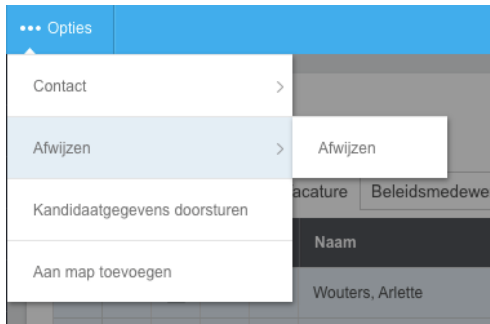 ••• Opties
Contact
Afwijzen
Afwijzen
Kandidaatgegevens doorsturen
Aan map toevoegen
acature
Beleidsmedewe
Naam
Wouters, Arlette